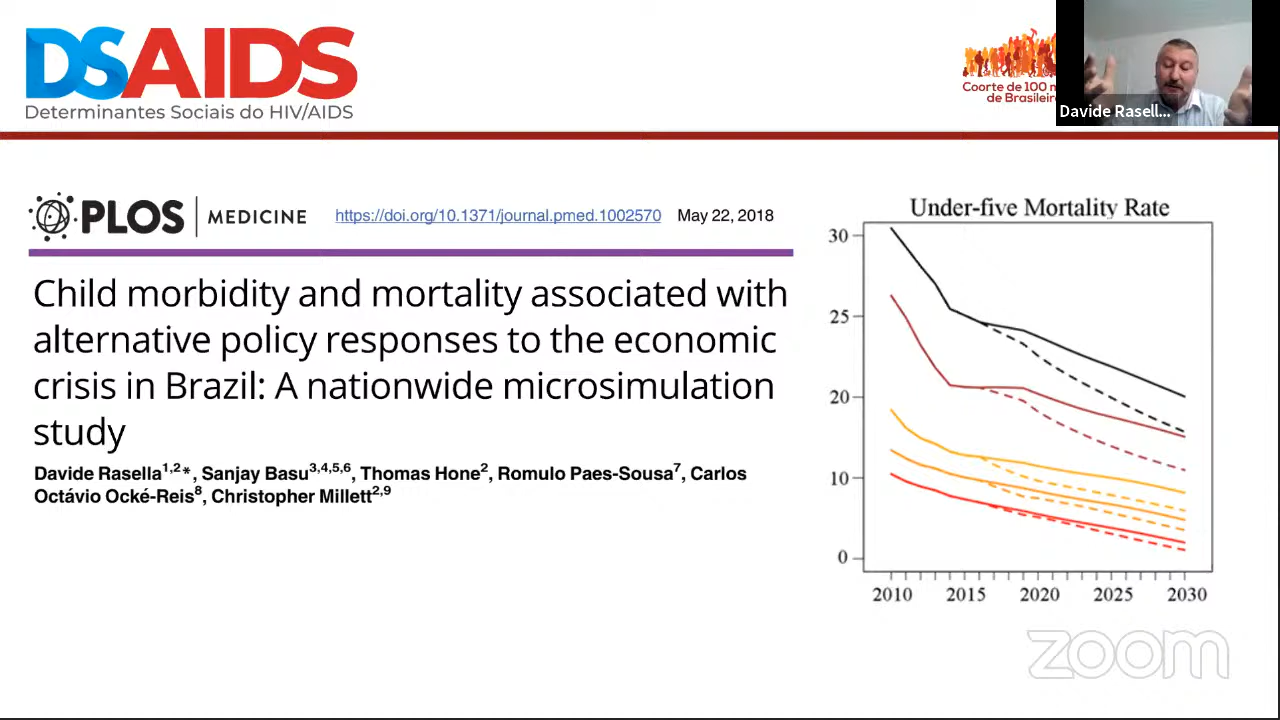 DSAIDS
Determinantes Sociais do HIV/AIDS
Coorte de 100 m
de Brasileir
Davide Rasell...
PLOS | MEDICINE https://doi.org/10.1371/journal.pmed.1002570 May 22, 2018
Child morbidity and mortality associated with
alternative policy responses to the economic
crisis in Brazil: A nationwide microsimulation
study
Davide Rasella1,2*, Sanjay Basu3,4,5,6, Thomas Hone2, Romulo Paes-Sousa7, Carlos
Octávio Ocké-Reis8, Christopher Millett2,9
Under-five Mortality Rate
30
25
20
10
0
2010 2015 2020 2025 2030
zoom